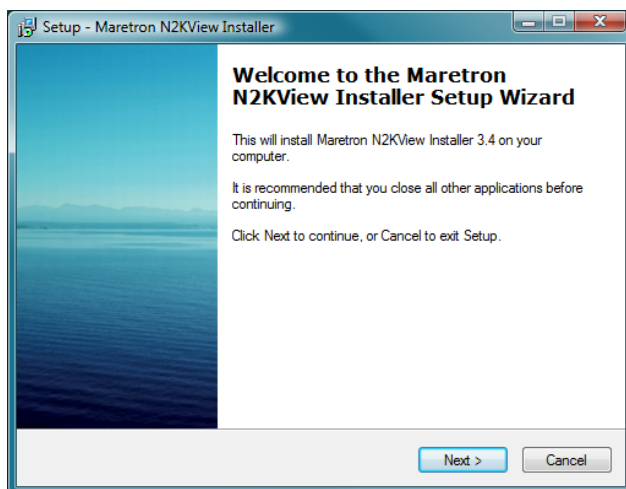 Setup - Maretron N2KView Installer
Welcome to the Maretron
N2KView Installer Setup Wizard
This will install Maretron N2KView Installer 3.4 on your
computer.
It is recommended that you close all other applications before
continuing.
Click Next to continue, or Cancel to exit Setup.
Next >
Cancel